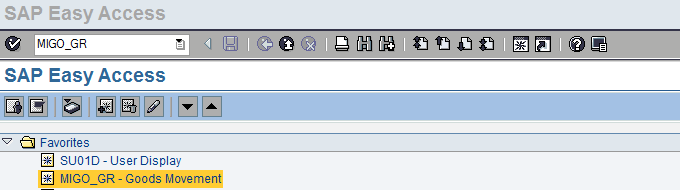 SAP Easy Access
MIGO_GR
SAP Easy Access
Favorites
SU01D - User Display
MIGO_GR - Goods Movement